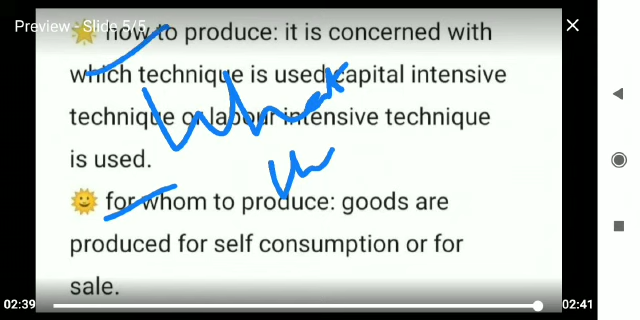 Preview - Slide 5/5
🌟 how to produce: it is concerned with
which technique is used,capital intensive
technique or labour intensive technique
is used.
What
🌞 for whom to produce: goods are
produced for self consumption or for
sale.
02:39
02:41